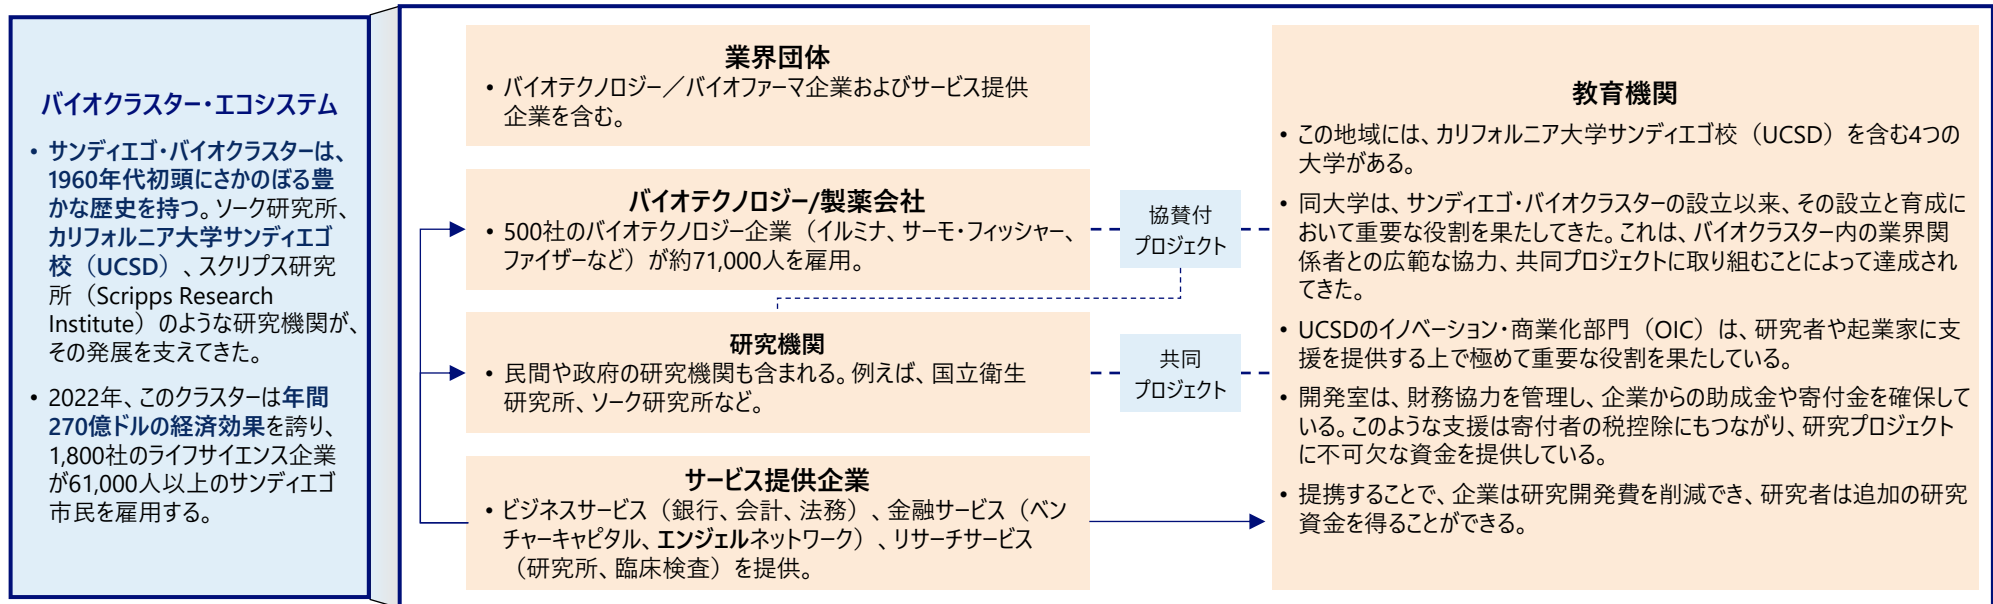 バイオクラスター・エコシステム
• サンディエゴ・バイオクラスターは、
1960年代初頭にさかのぼる豊
かな歴史を持つ。ソーク研究所、
カリフォルニア大学サンディエゴ
校（UCSD）、スクリプス研究
所（Scripps Research
Institute）のような研究機関が、
その発展を支えてきた。
• 2022年、このクラスターは年間
270億ドルの経済効果を誇り、
1,800社のライフサイエンス企業
が61,000人以上のサンディエゴ
市民を雇用する。
業界団体
• バイオテクノロジー／バイオファーマ企業およびサービス提供
企業を含む。
バイオテクノロジー/製薬会社
• 500社のバイオテクノロジー企業（イルミナ、サーモ・フィッシャー、
ファイザーなど）が約71,000人を雇用。
研究機関
• 民間や政府の研究機関も含まれる。例えば、国立衛生
研究所、ソーク研究所など。
サービス提供企業
• ビジネスサービス（銀行、会計、法務）、金融サービス（ベン
チャーキャピタル、エンジェルネットワーク）、リサーチサービス
（研究所、臨床検査）を提供。
協賛付
プロジェクト
共同
プロジェクト
教育機関
• この地域には、カリフォルニア大学サンディエゴ校（UCSD）を含む4つの
大学がある。
• 同大学は、サンディエゴ・バイオクラスターの設立以来、その設立と育成に
おいて重要な役割を果たしてきた。これは、バイオクラスター内の業界関
係者との広範な協力、共同プロジェクトに取り組むことによって達成され
てきた。
• UCSDのイノベーション・商業化部門（OIC）は、研究者や起業家に支
援を提供する上で極めて重要な役割を果たしている。
• 開発室は、財務協力を管理し、企業からの助成金や寄付金を確保して
いる。このような支援は寄付者の税控除にもつながり、研究プロジェクト
に不可欠な資金を提供している。
• 提携することで、企業は研究開発費を削減でき、研究者は追加の研究
資金を得ることができる。